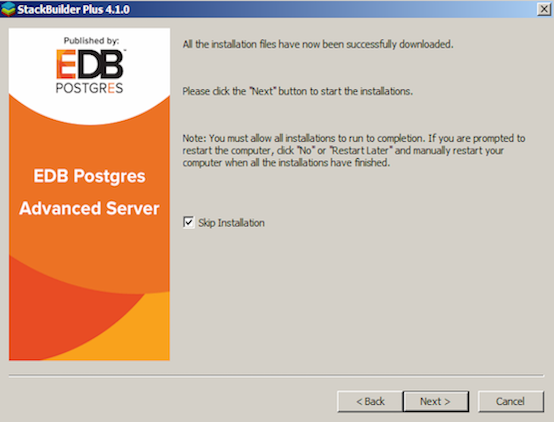 StackBuilder Plus 4.1.0
Published by:
EDB
POSTGRES
EDB Postgres
Advanced Server
All the installation files have now been successfully downloaded.
Please click the "Next" button to start the installations.
Note: You must allow all installations to run to completion. If you are prompted to
restart the computer, click "No" or "Restart Later" and manually restart your
computer when all the installations have finished.
Skip Installation
< Back
Next >
Cancel